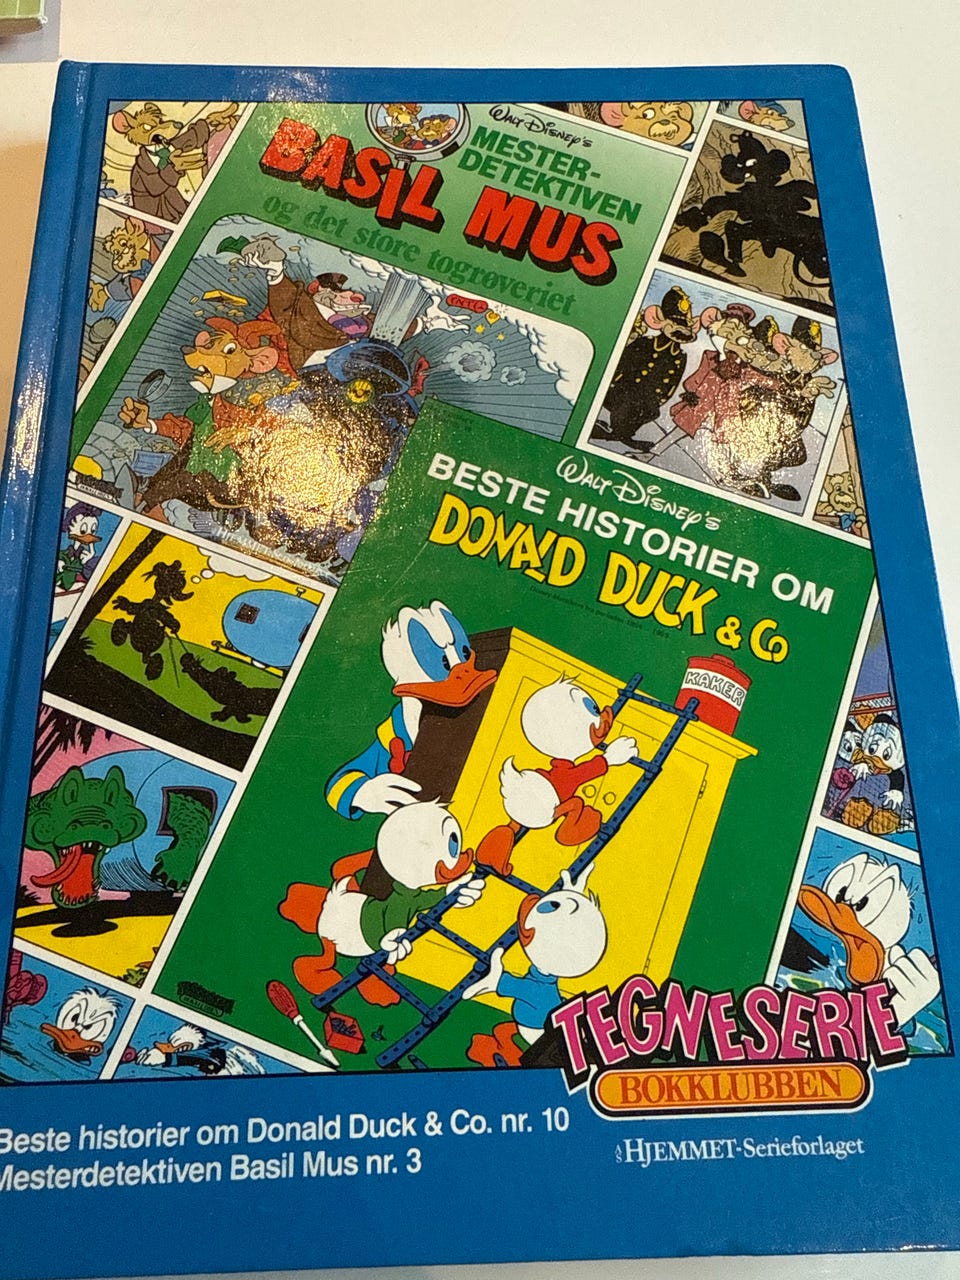 WALT DISNEY'S
MESTER-
DETEKTIVEN
BASIL MUS
og det store togrøveriet
WALT DISNEY'S
BESTE HISTORIER OM
DONALD DUCK & CO
KAKER
TEGNESERIE
BOKKLUBBEN
Beste historier om Donald Duck & Co. nr. 10
Mesterdetektiven Basil Mus nr. 3
A/S HJEMMET-Serieforlaget